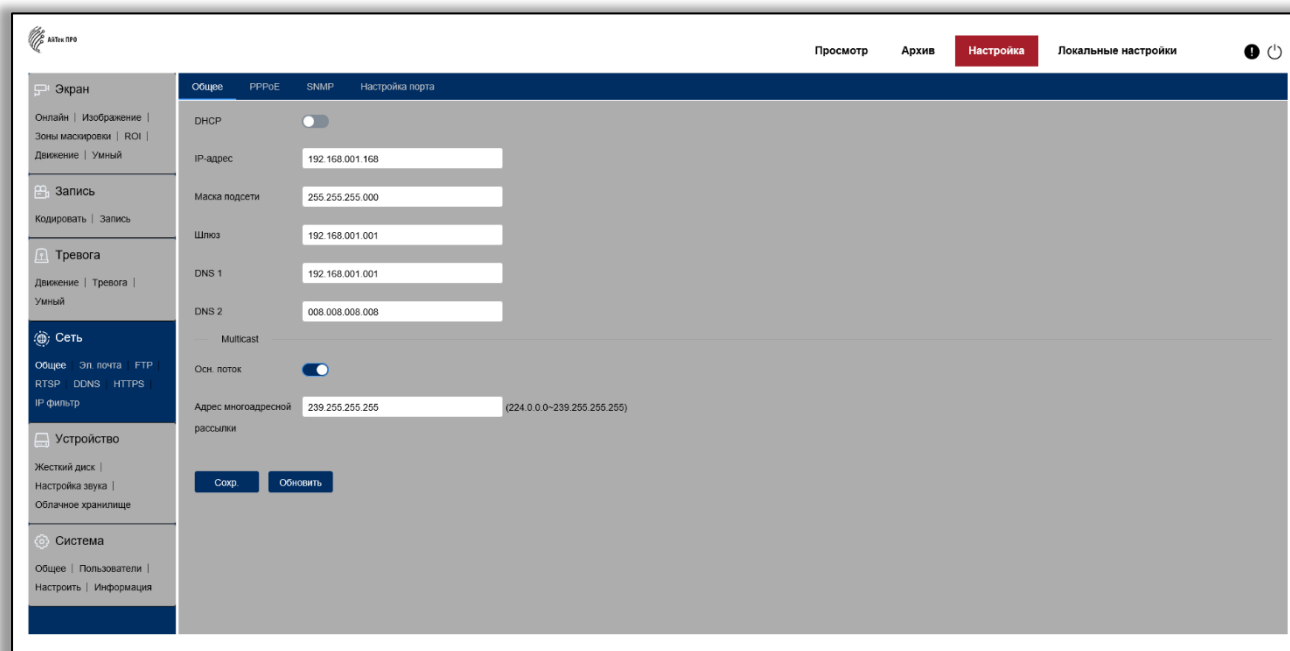 АйТек ПРО
Просмотр Архив Настройка Локальные настройки
Экран
Онлайн | Изображение |
Зоны маскировки | ROI |
Движение | Умный
Запись
Кодировать | Запись
Тревога
Движение | Тревога |
Умный
Сеть
Общее | Эл. почта | FTP |
RTSP | DDNS | HTTPS |
IP фильтр
Устройство
Жесткий диск |
Настройка звука |
Облачное хранилище
Система
Общее | Пользователи |
Настроить | Информация
Общее PPPoE SNMP Настройка порта
DHCP
IP-адрес 192.168.001.168
Маска подсети 255.255.255.000
Шлюз 192.168.001.001
DNS 1 192.168.001.001
DNS 2 008.008.008.008
Multicast
Осн. поток
Адрес многоадресной 239.255.255.255 (224.0.0.0~239.255.255.255)
рассылки
Сохр. Обновить